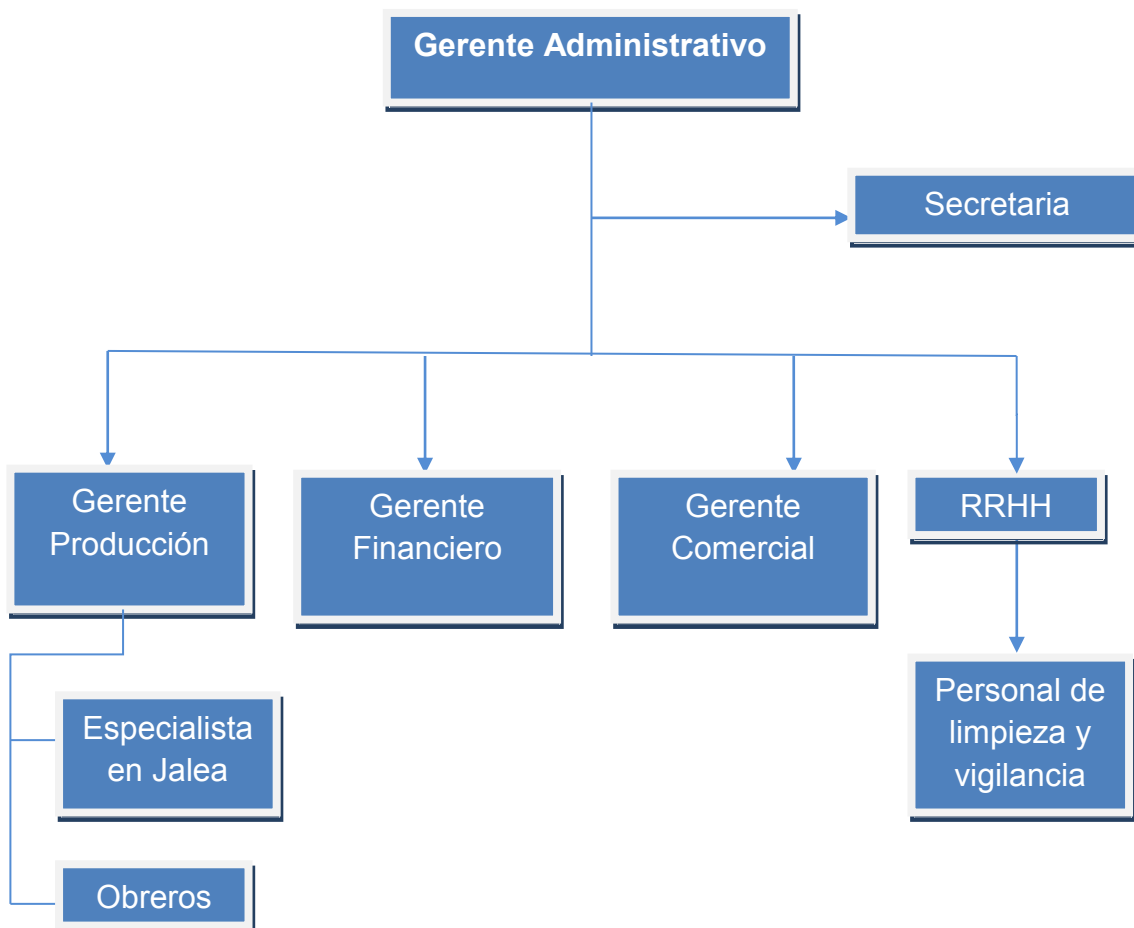 Gerente Administrativo
Secretaria
Gerente
Producción
Gerente
Financiero
Gerente
Comercial
RRHH
Especialista
en Jalea
Personal de
limpieza y
vigilancia
Obreros